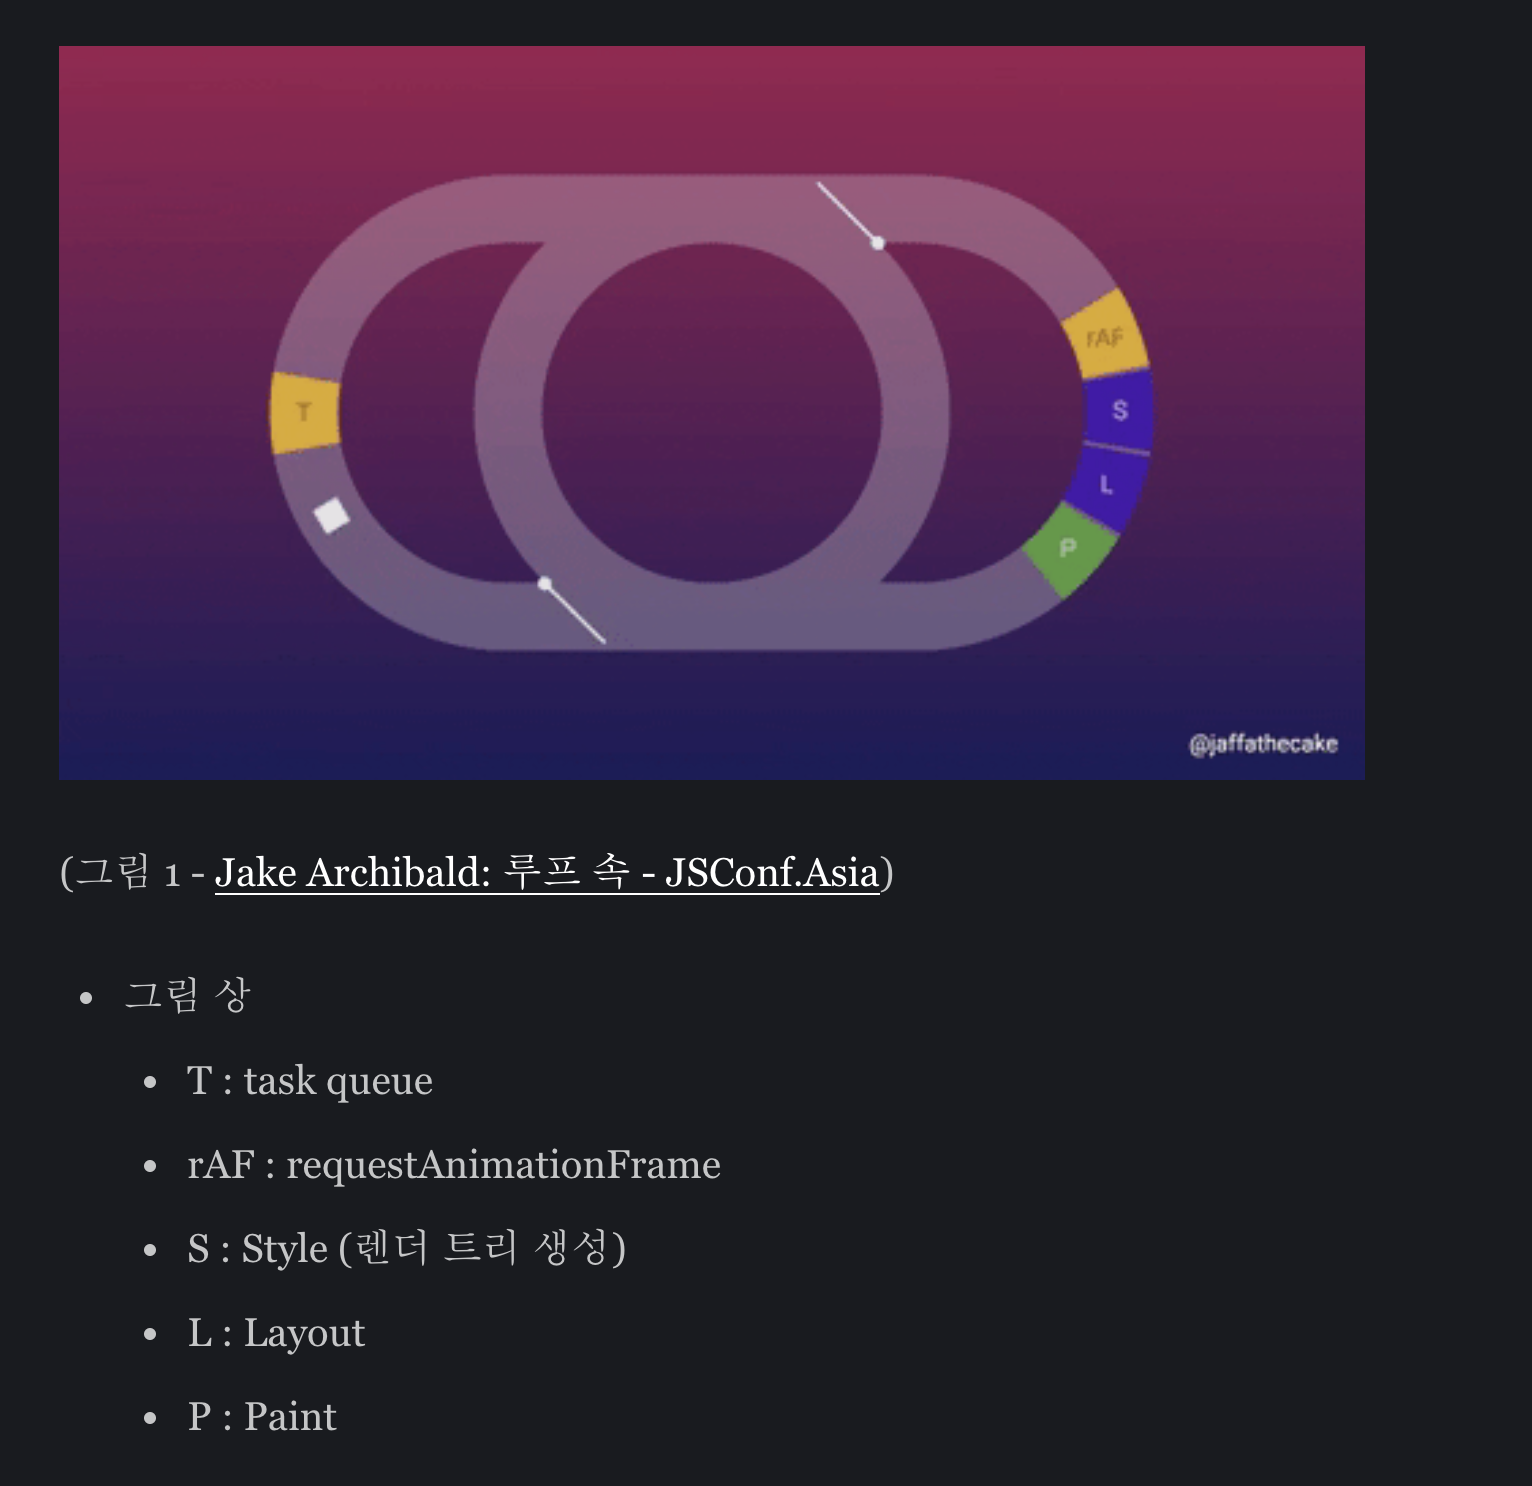 T
rAF
S
L
P
@jaffathecake
(그림 1 - Jake Archibald: 루프 속 - JSConf.Asia)
그림 상
T : task queue
rAF : requestAnimationFrame
S : Style (렌더 트리 생성)
L : Layout
P : Paint